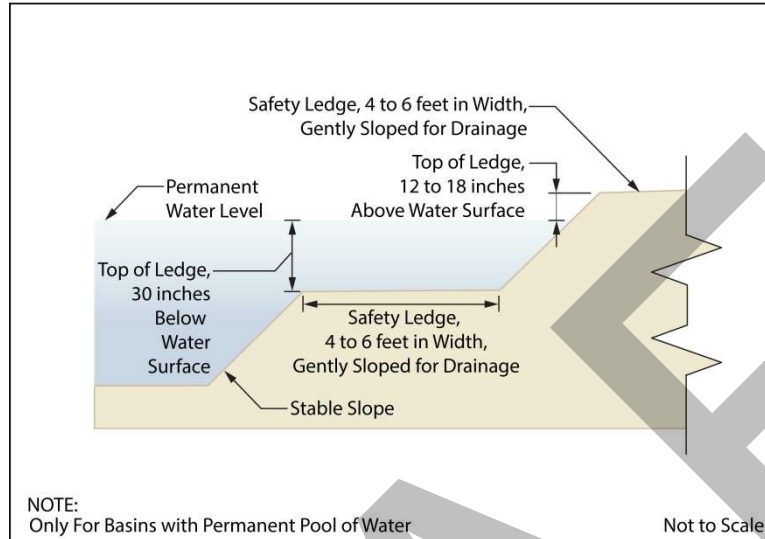 Safety Ledge, 4 to 6 feet in Width,
Gently Sloped for Drainage
Top of Ledge,
12 to 18 inches
Above Water Surface
Permanent
Water Level
Top of Ledge,
30 inches
Below
Water
Surface
Safety Ledge,
4 to 6 feet in Width,
Gently Sloped for Drainage
Stable Slope
NOTE:
Only For Basins with Permanent Pool of Water
Not to Scale